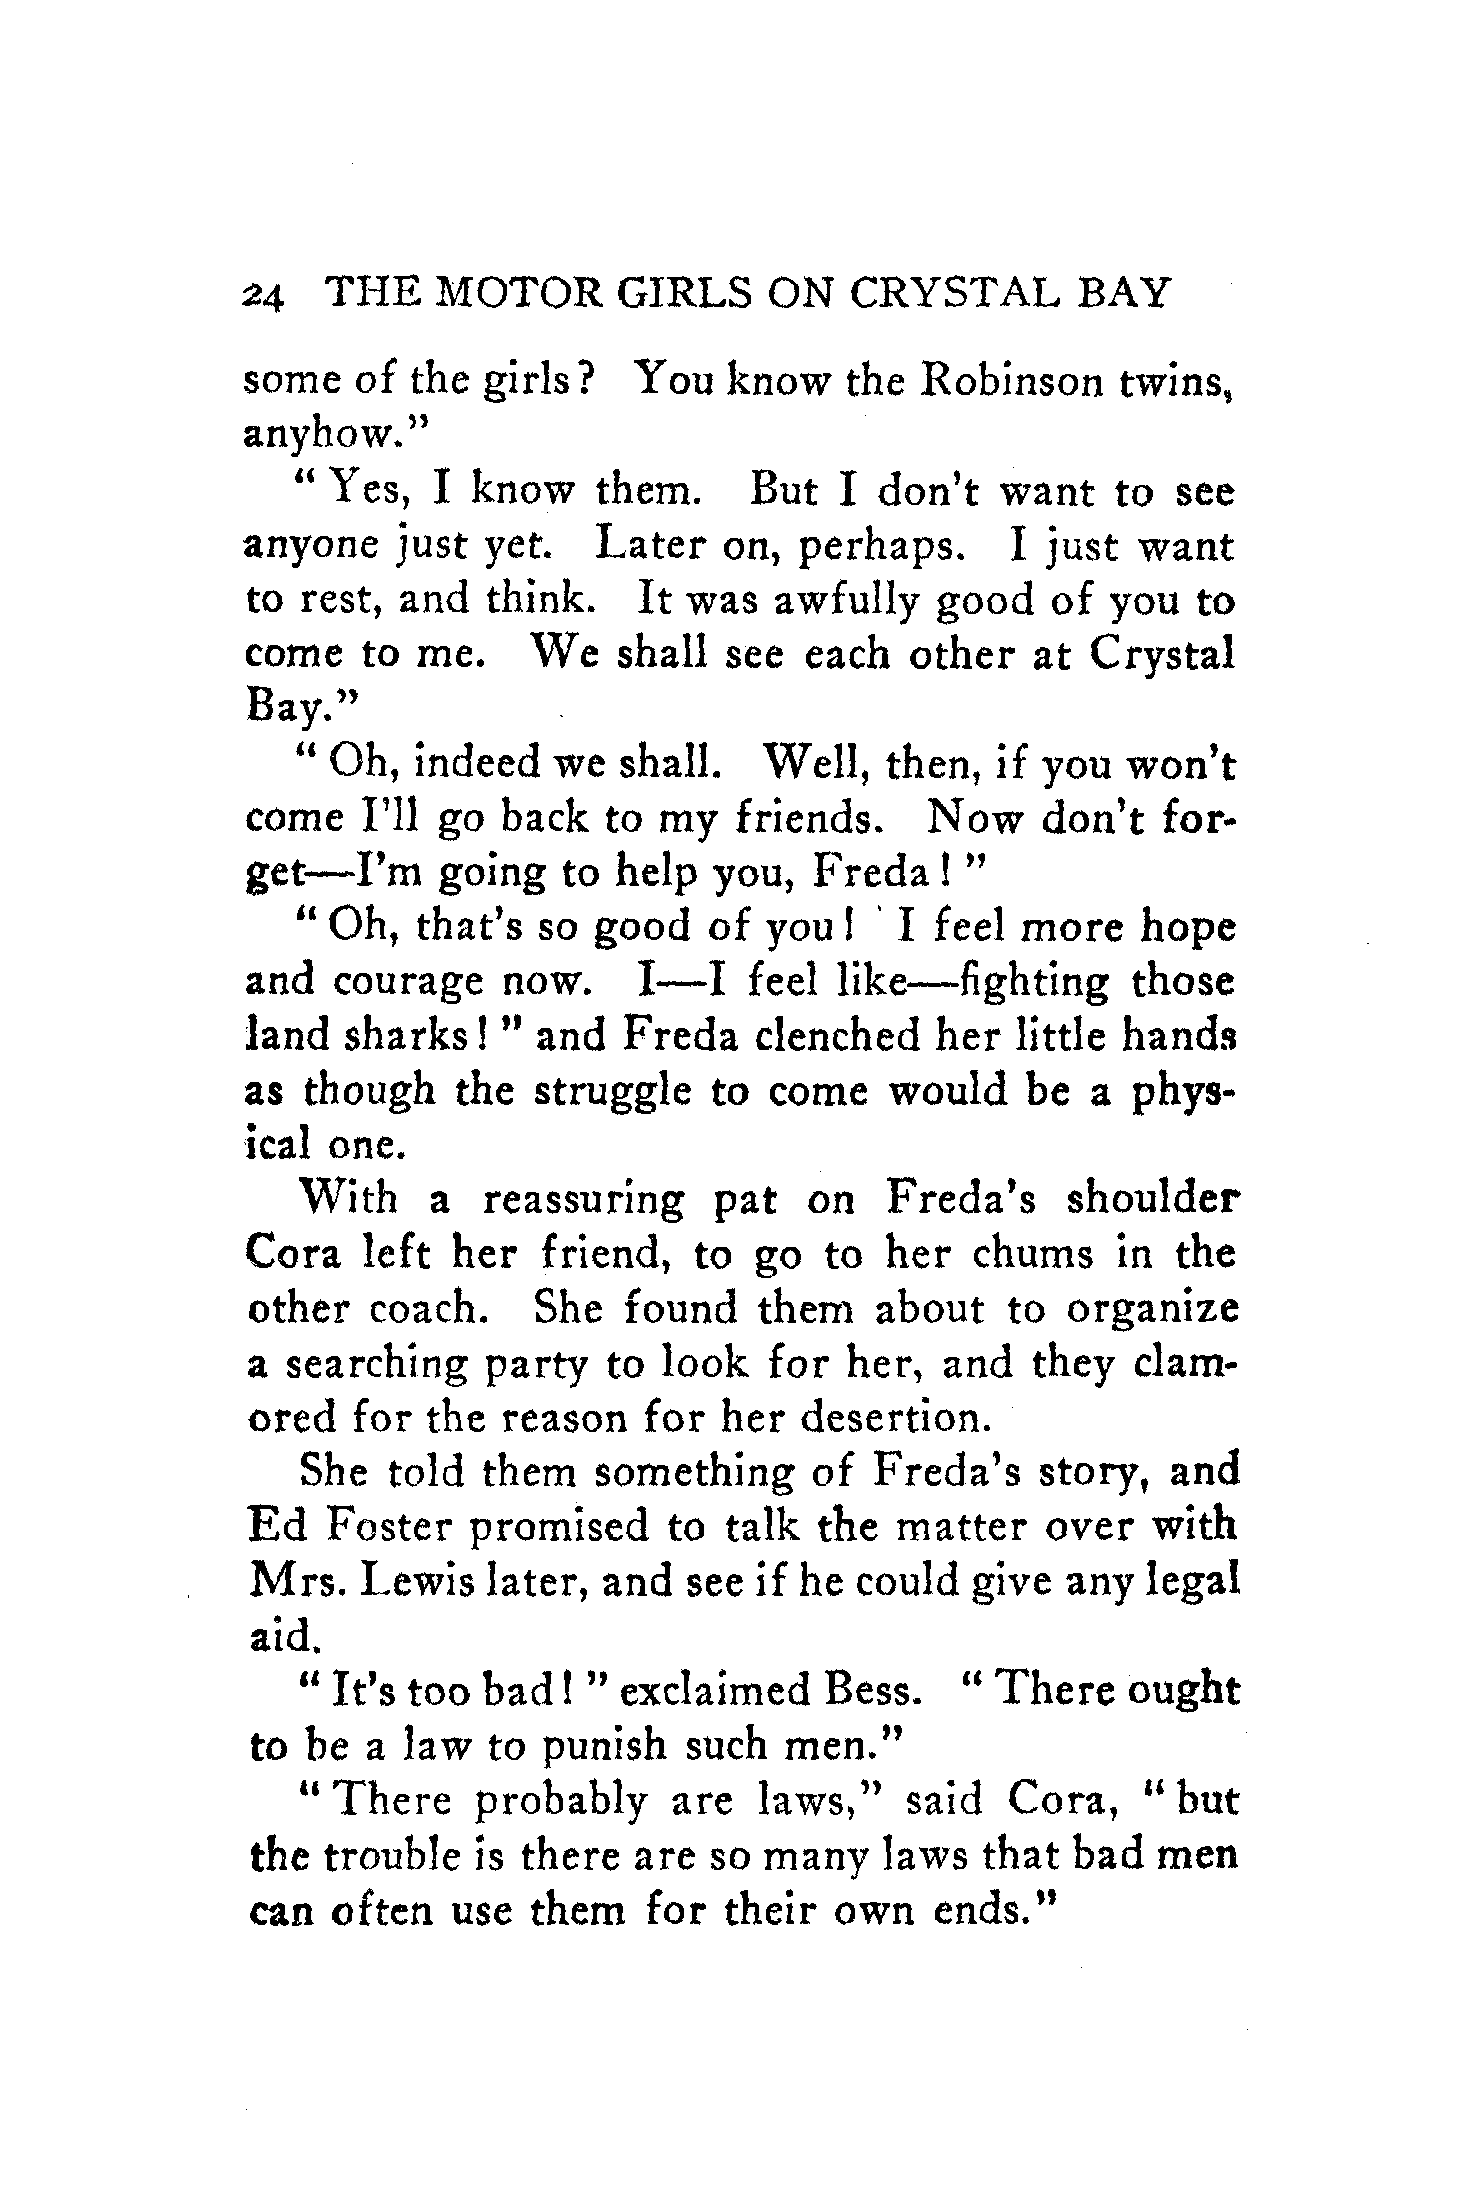 24 THE MOTOR GIRLS ON CRYSTAL BAY
some of the girls? You know the Robinson twins,
anyhow."
"Yes, I know them. But I don't want to see
anyone just yet. Later on, perhaps. I just want
to rest, and think. It was awfully good of you to
come to me. We shall see each other at Crystal
Bay."
"Oh, indeed we shall. Well, then, if you won't
come I'll go back to my friends. Now don't for-
get—I'm going to help you, Freda!"
"Oh, that's so good of you! I feel more hope
and courage now. I—I feel like—fighting those
land sharks!" and Freda clenched her little hands
as though the struggle to come would be a phys-
ical one.
With a reassuring pat on Freda's shoulder
Cora left her friend, to go to her chums in the
other coach. She found them about to organize
a searching party to look for her, and they clam-
ored for the reason for her desertion.
She told them something of Freda's story, and
Ed Foster promised to talk the matter over with
Mrs. Lewis later, and see if he could give any legal
aid.
"It's too bad!" exclaimed Bess. "There ought
to be a law to punish such men."
"There probably are laws," said Cora, "but
the trouble is there are so many laws that bad men
can often use them for their own ends."